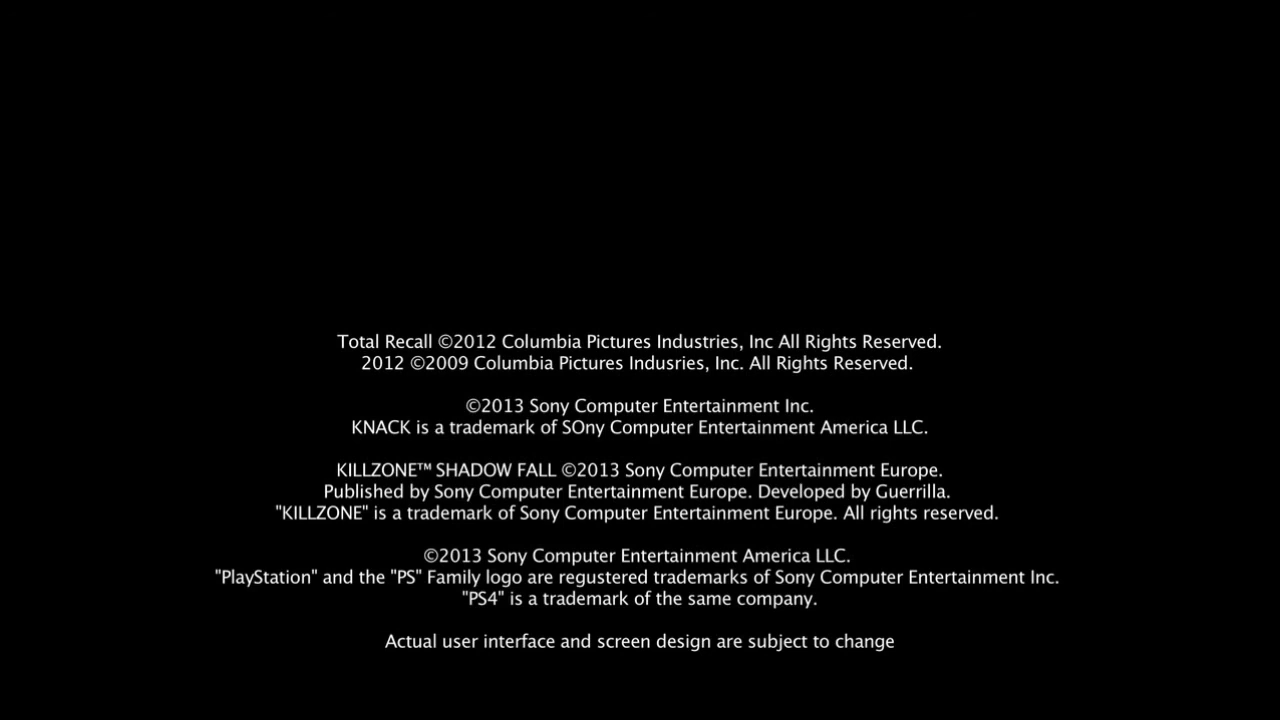 Total Recall ©2012 Columbia Pictures Industries, Inc All Rights Reserved.
2012 ©2009 Columbia Pictures Indusries, Inc. All Rights Reserved.
©2013 Sony Computer Entertainment Inc.
KNACK is a trademark of SOny Computer Entertainment America LLC.
KILLZONE™ SHADOW FALL ©2013 Sony Computer Entertainment Europe.
Published by Sony Computer Entertainment Europe. Developed by Guerrilla.
"KILLZONE" is a trademark of Sony Computer Entertainment Europe. All rights reserved.
©2013 Sony Computer Entertainment America LLC.
"PlayStation" and the "PS" Family logo are regustered trademarks of Sony Computer Entertainment Inc.
"PS4" is a trademark of the same company.
Actual user interface and screen design are subject to change